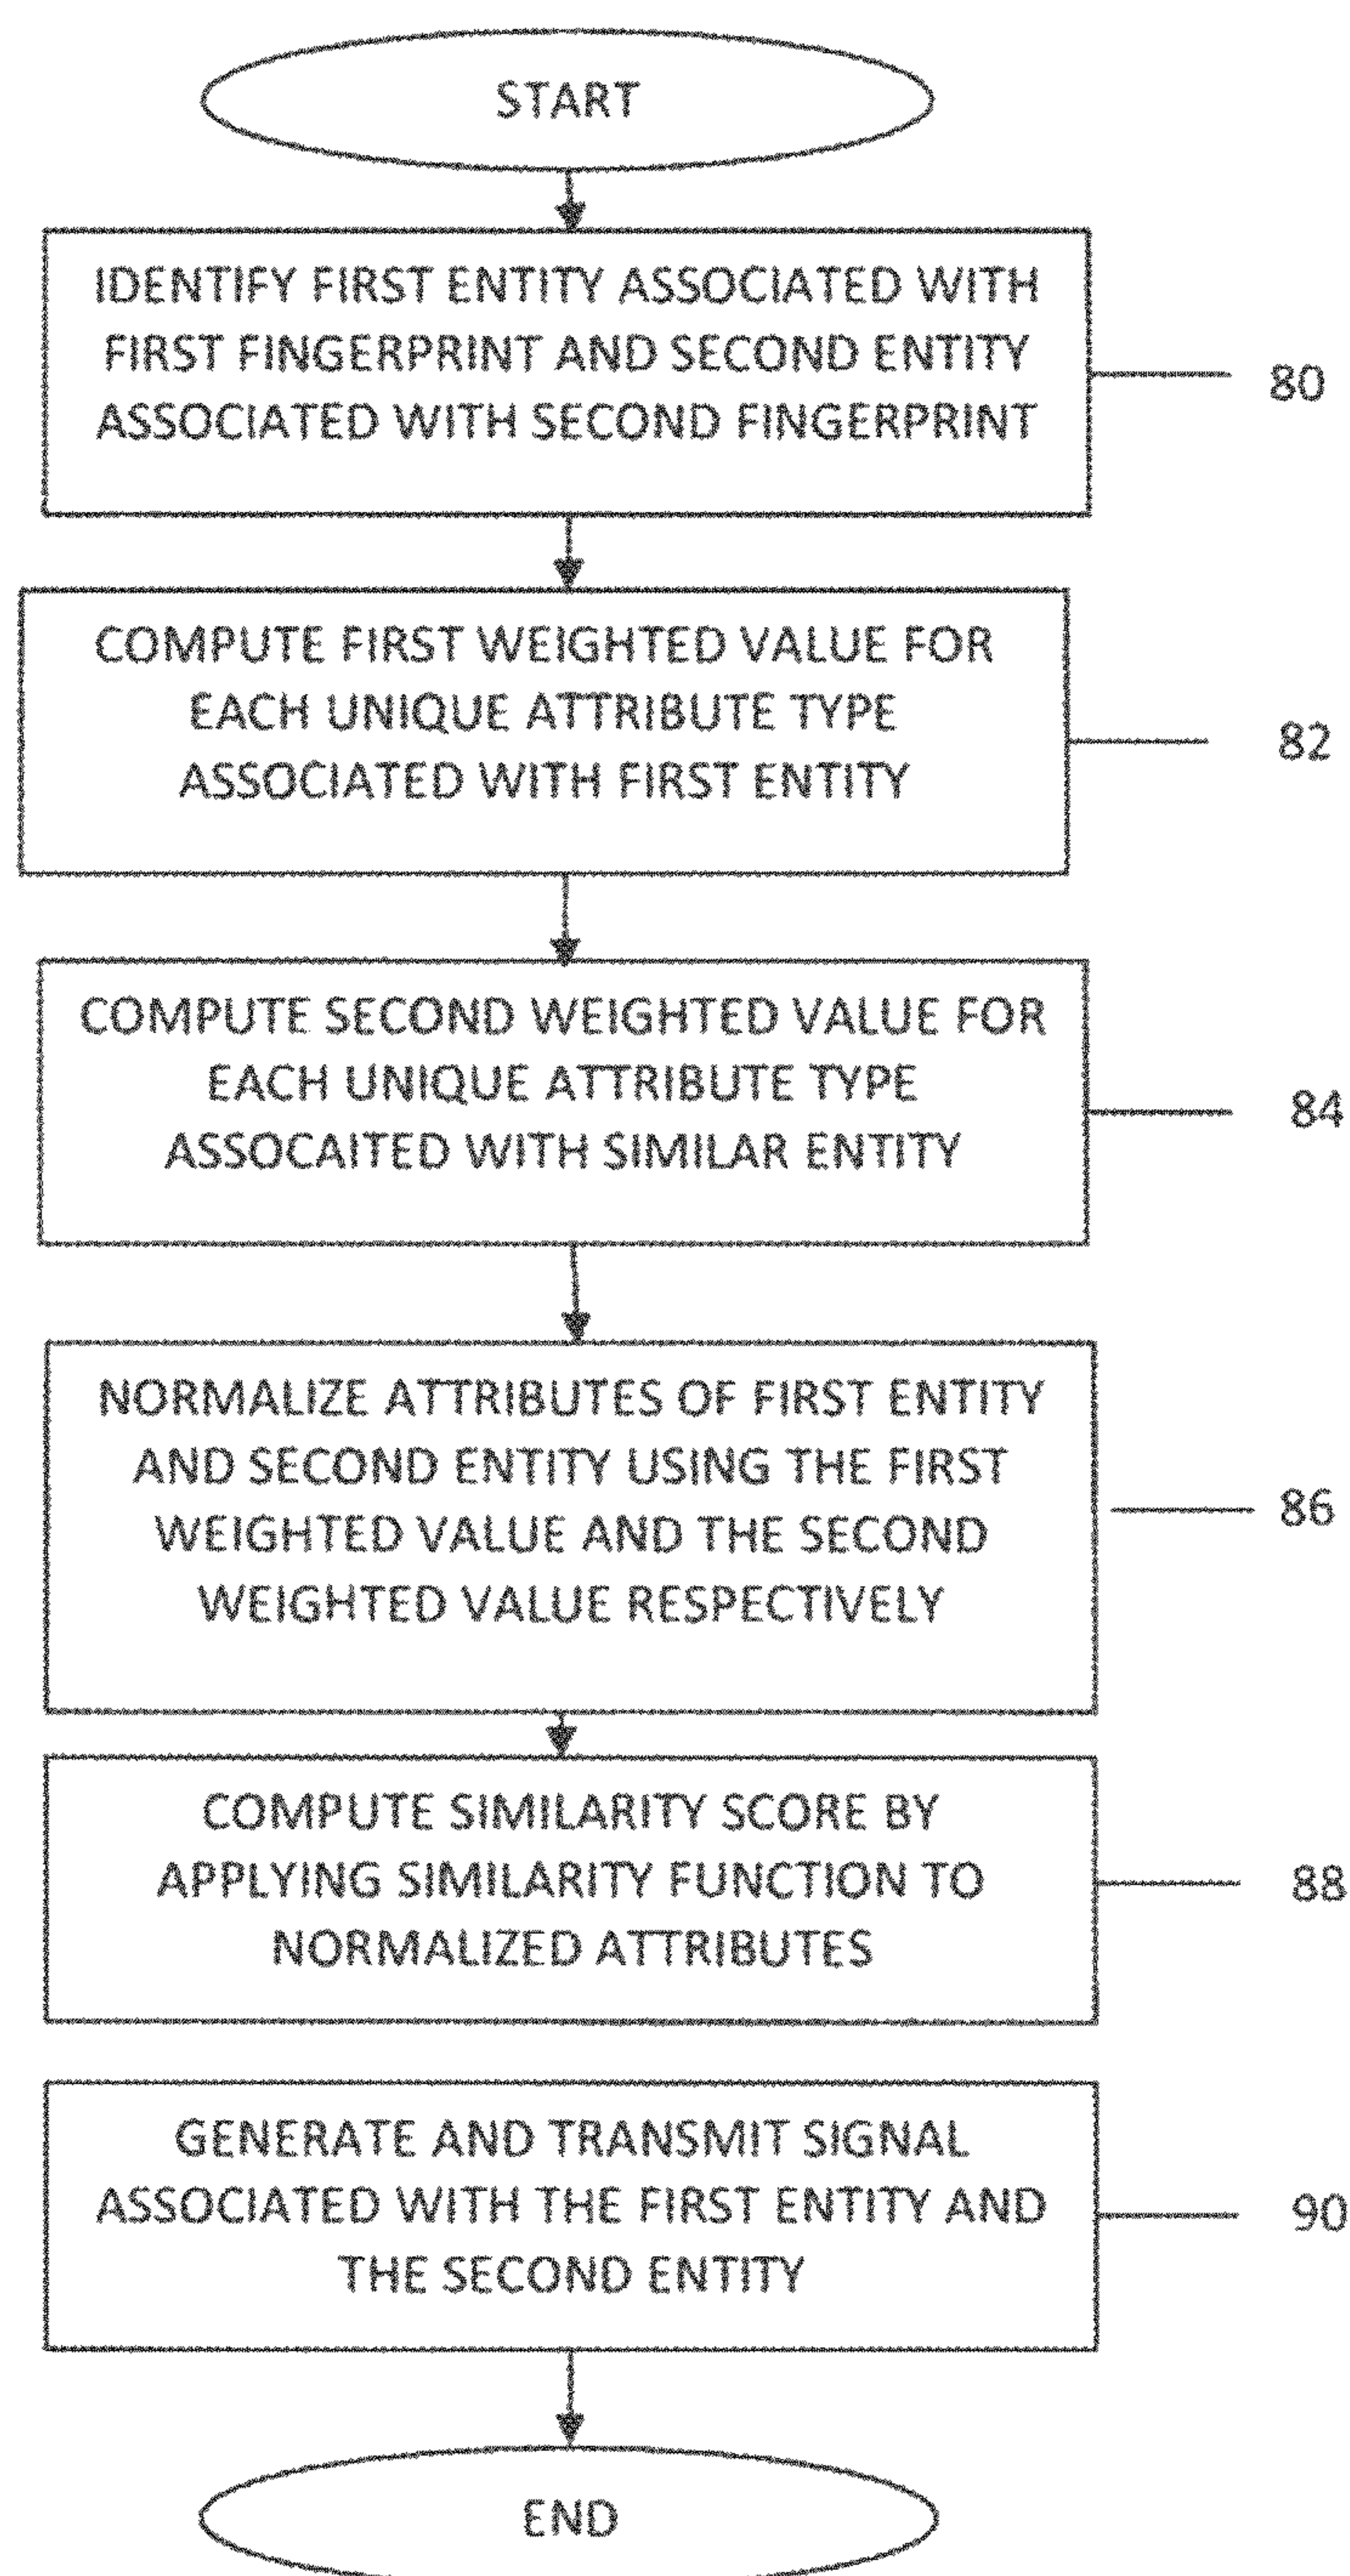 START
IDENTIFY FIRST ENTITY ASSOCIATED WITH
FIRST FINGERPRINT AND SECOND ENTITY
ASSOCIATED WITH SECOND FINGERPRINT
80
COMPUTE FIRST WEIGHTED VALUE FOR
EACH UNIQUE ATTRIBUTE TYPE
ASSOCIATED WITH FIRST ENTITY
82
COMPUTE SECOND WEIGHTED VALUE FOR
EACH UNIQUE ATTRIBUTE TYPE
ASSOCAITED WITH SIMILAR ENTITY
84
NORMALIZE ATTRIBUTES OF FIRST ENTITY
AND SECOND ENTITY USING THE FIRST
WEIGHTED VALUE AND THE SECOND
WEIGHTED VALUE RESPECTIVELY
86
COMPUTE SIMILARITY SCORE BY
APPLYING SIMILARITY FUNCTION TO
NORMALIZED ATTRIBUTES
88
GENERATE AND TRANSMIT SIGNAL
ASSOCIATED WITH THE FIRST ENTITY AND
THE SECOND ENTITY
90
END